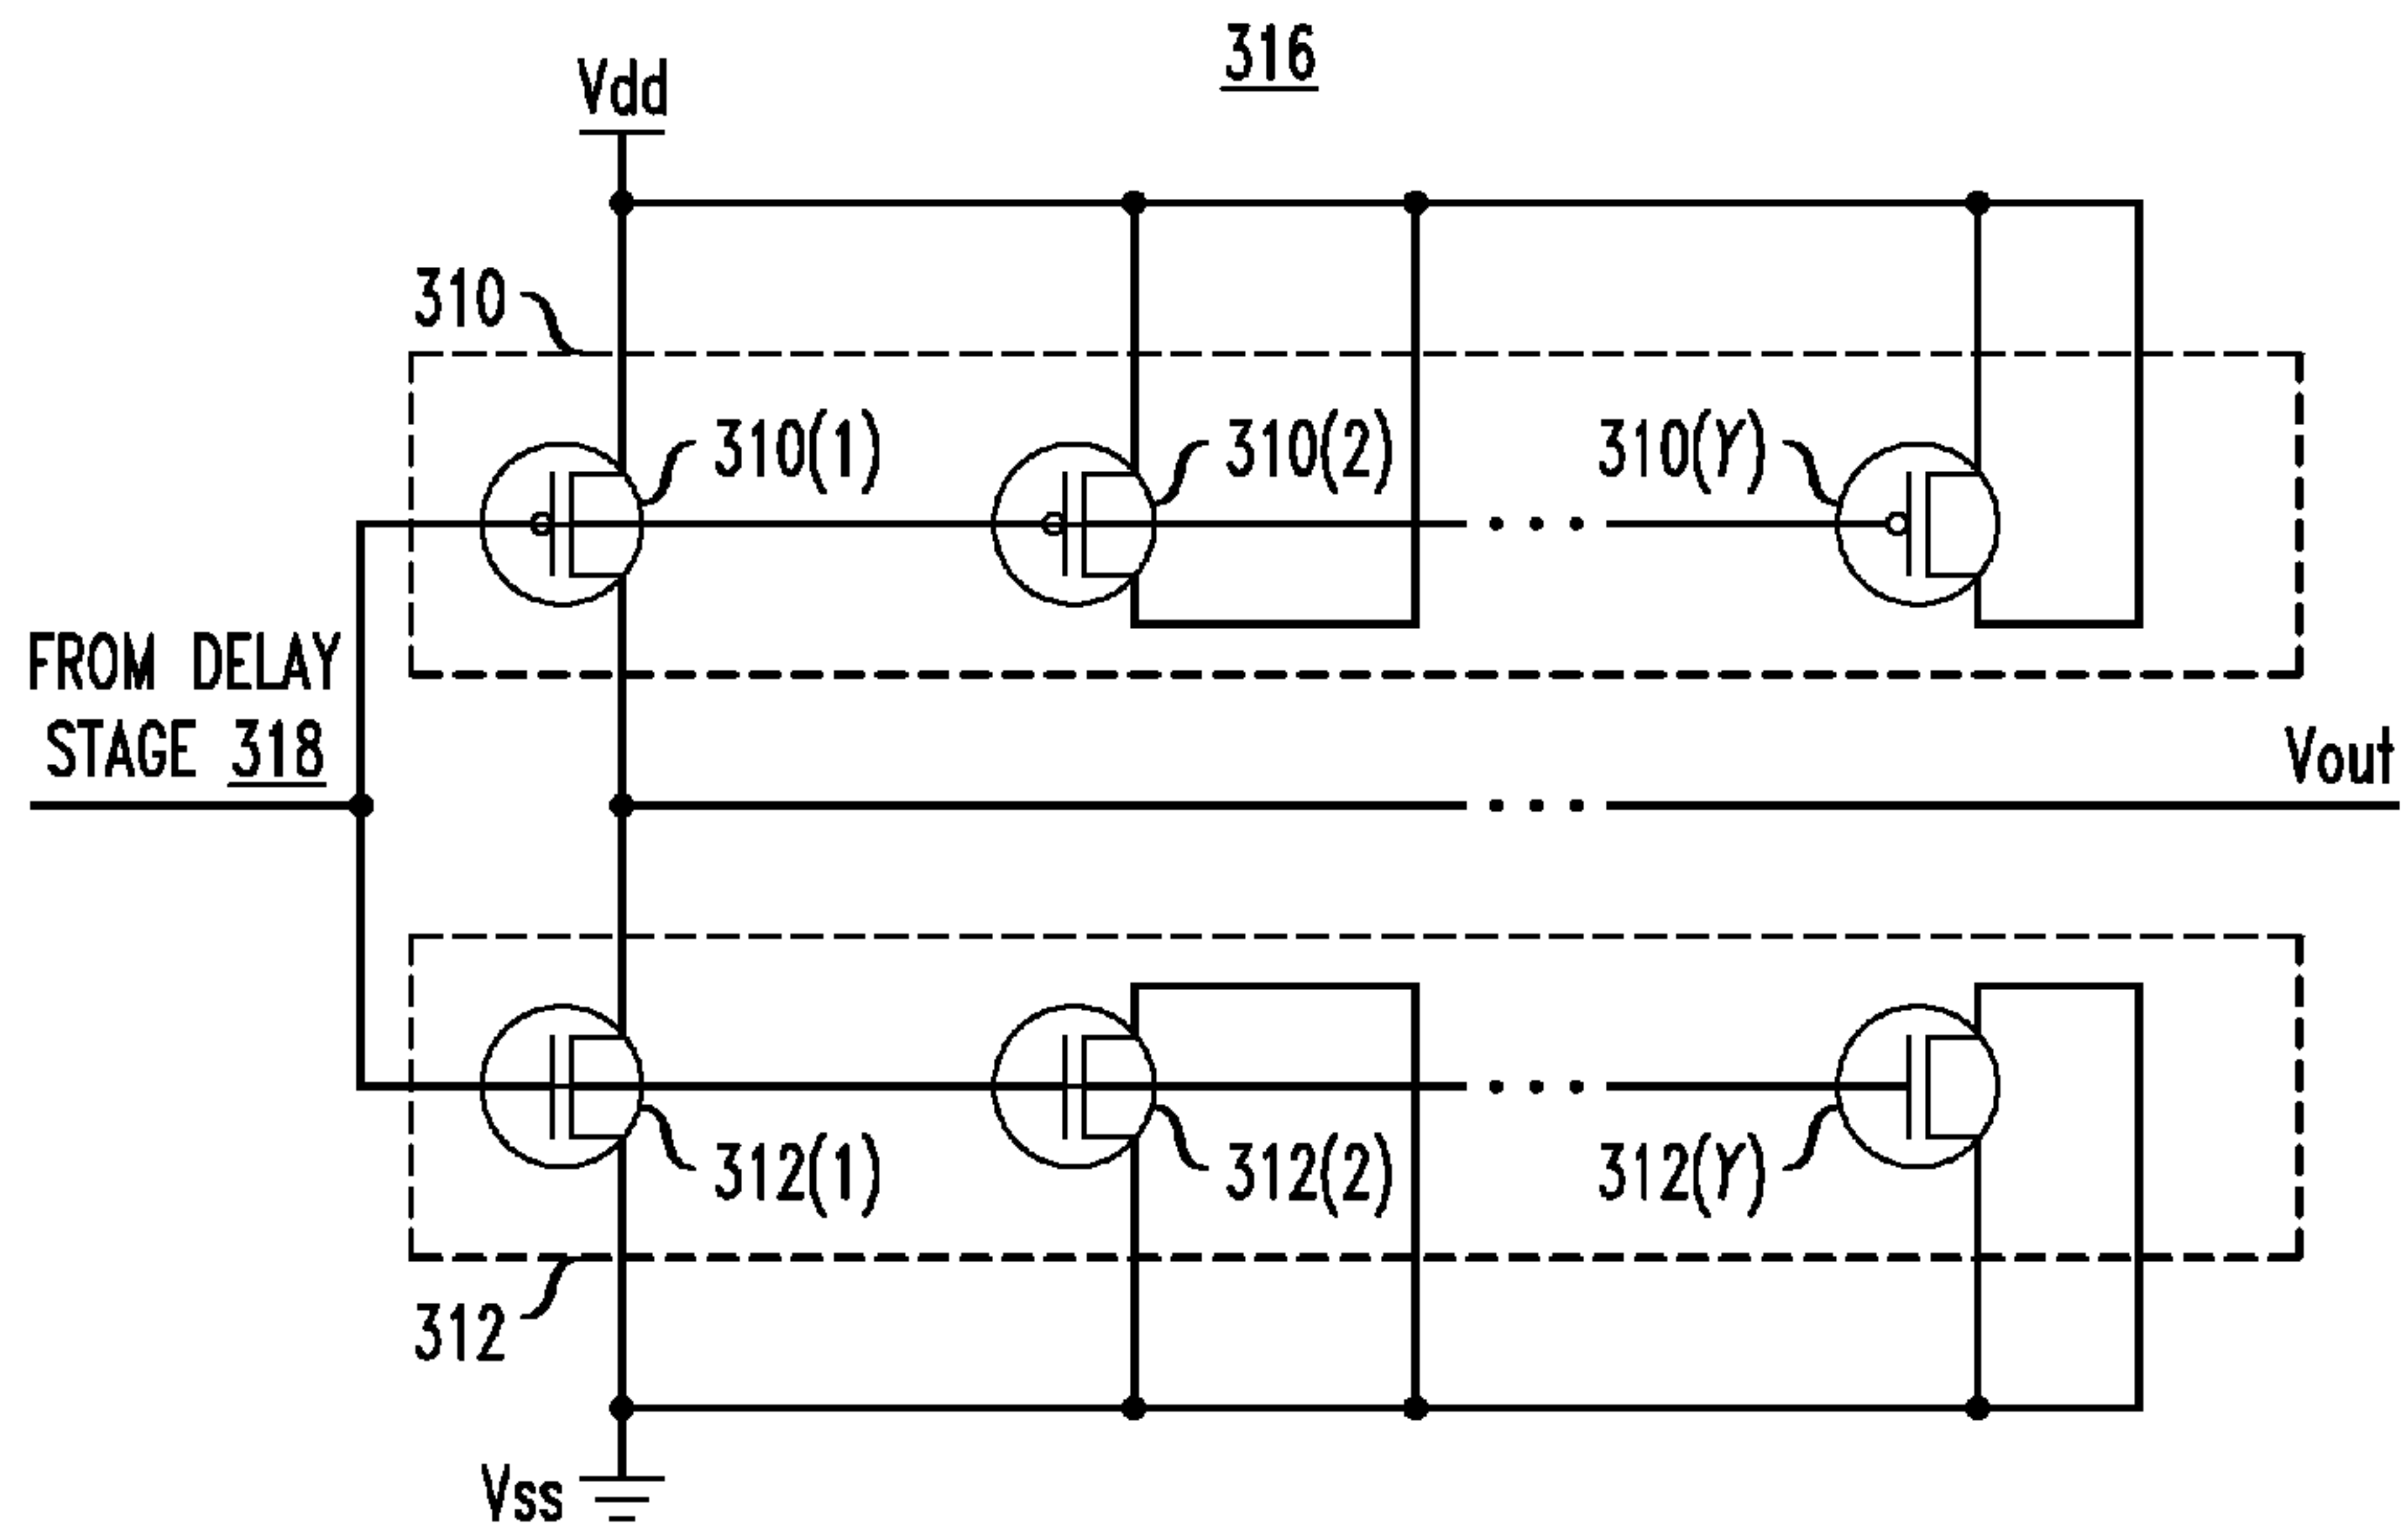 316
Vdd
310
310(1)
310(2)
310(Y)
FROM DELAY
STAGE 318
Vout
312(1)
312(2)
312(Y)
312
Vss